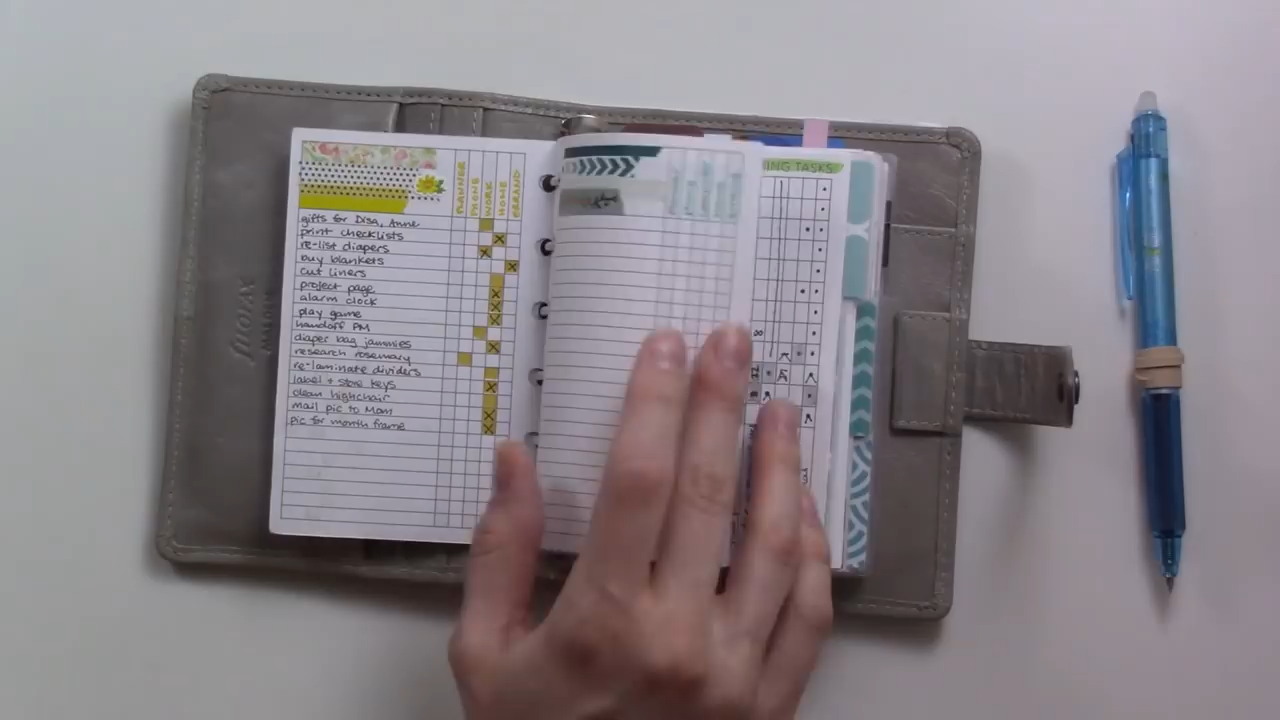 PLANNER
PHONE
WORK
HOME
ERRAND
gifts for Disa, Anne
print checklists
re-list diapers
buy blankets
cut liners
project page
alarm clock
play game
handoff PM
diaper bag jammies
research rosemary
re-laminate dividers
label + store keys
clean highchair
mail pic to Mom
pic for month frame
ING TASKS
filofax